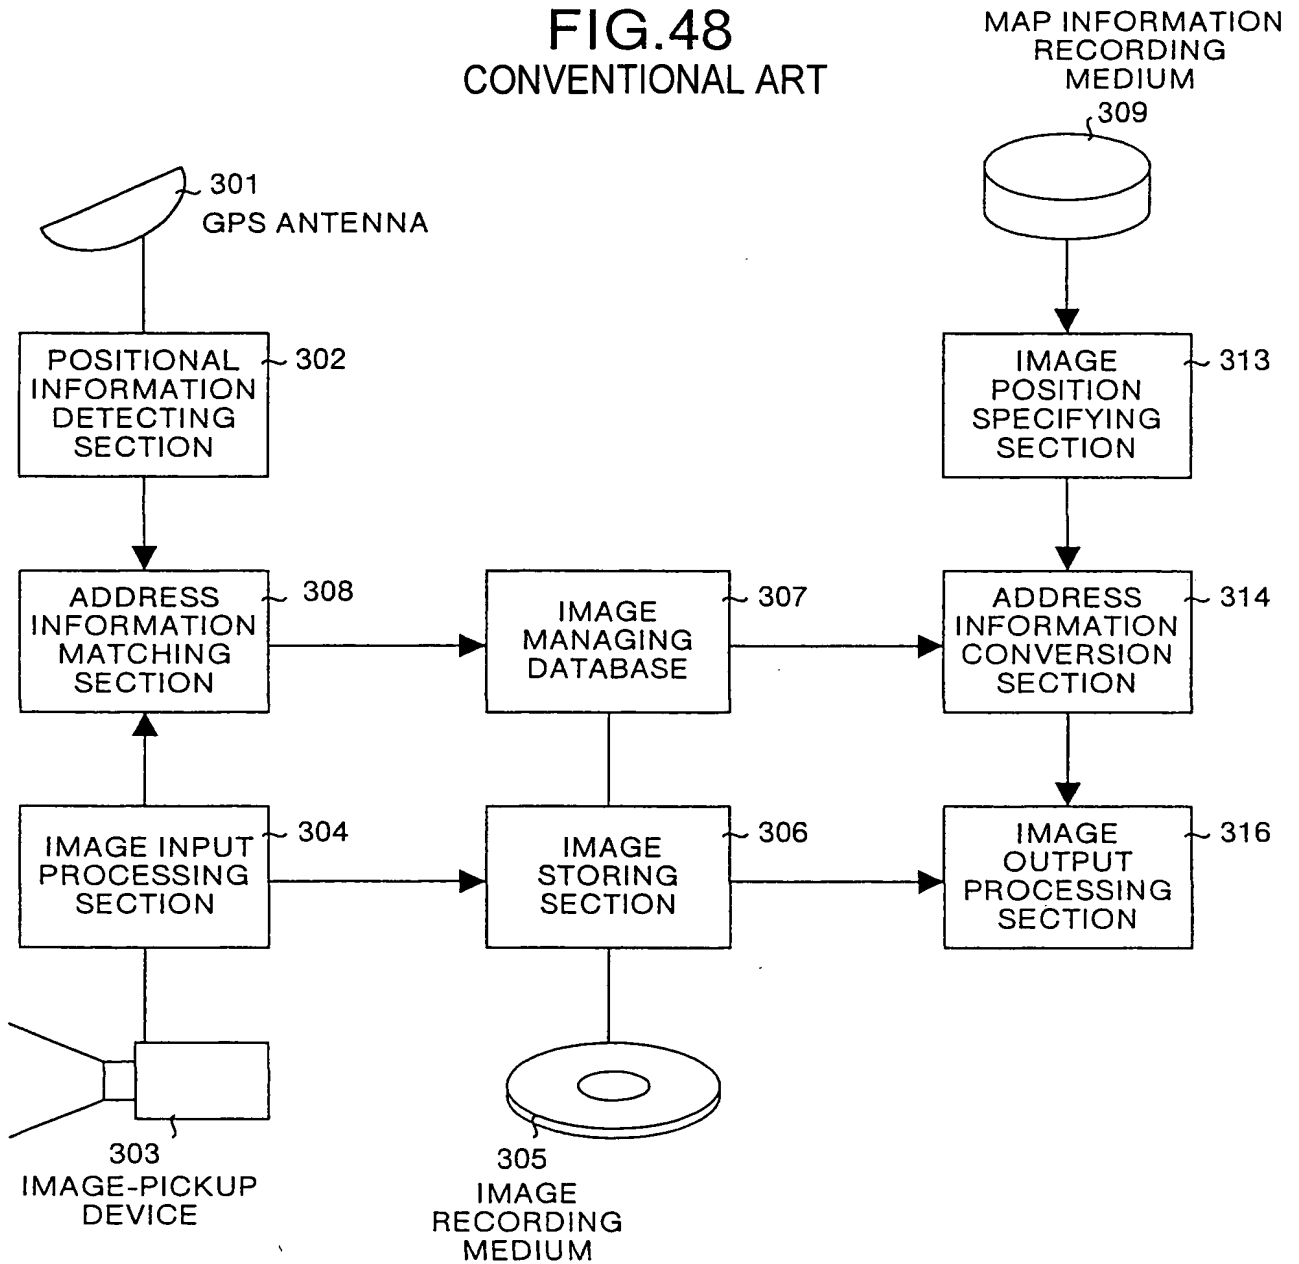 FIG.48
CONVENTIONAL ART
MAP INFORMATION
RECORDING
MEDIUM
309
301
GPS ANTENNA
POSITIONAL
INFORMATION
DETECTING
SECTION
302
IMAGE
POSITION
SPECIFYING
SECTION
313
ADDRESS
INFORMATION
MATCHING
SECTION
308
IMAGE
MANAGING
DATABASE
307
ADDRESS
INFORMATION
CONVERSION
SECTION
314
IMAGE INPUT
PROCESSING
SECTION
304
IMAGE
STORING
SECTION
306
IMAGE
OUTPUT
PROCESSING
SECTION
316
303
IMAGE-PICKUP
DEVICE
305
IMAGE
RECORDING
MEDIUM